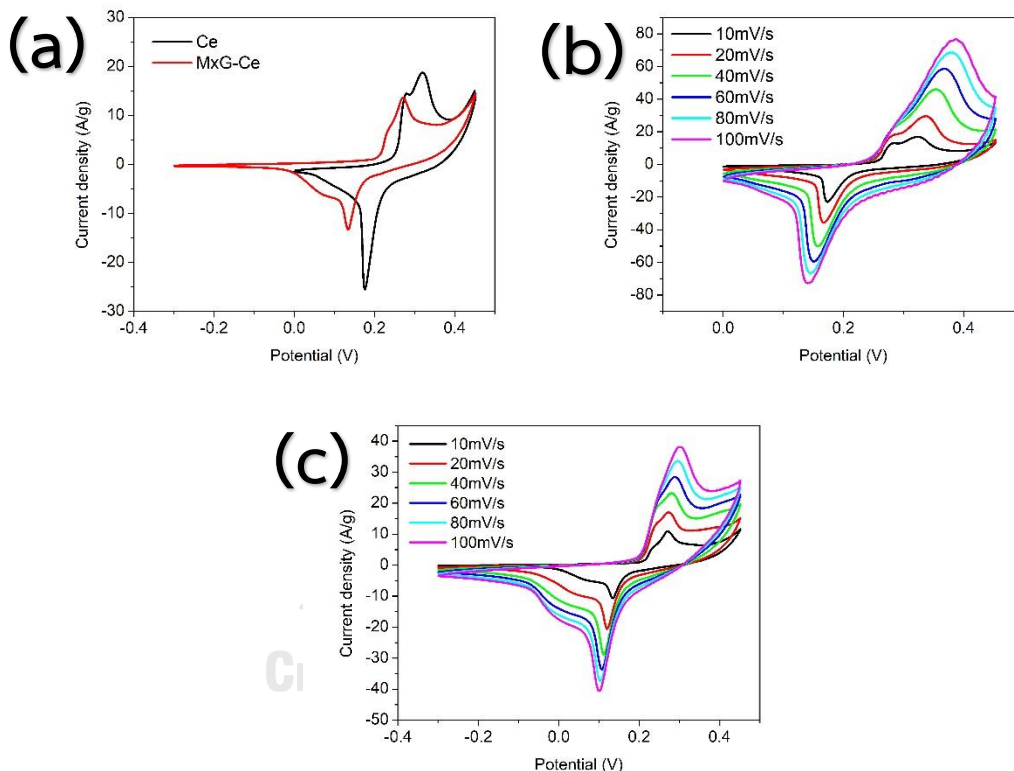 (a)
Ce
MxG-Ce
Current density (A/g)
30
20
10
0
-10
-20
-30
-0.4 -0.2 0.0 0.2 0.4
Potential (V)
(b)
10mV/s
20mV/s
40mV/s
60mV/s
80mV/s
100mV/s
Current density (A/g)
80
60
40
20
0
-20
-40
-60
-80
0.0 0.2 0.4
Potential (V)
(c)
10mV/s
20mV/s
40mV/s
60mV/s
80mV/s
100mV/s
Current density (A/g)
40
30
20
10
0
-10
-20
-30
-40
-50
-0.4 -0.2 0.0 0.2 0.4
Potential (V)